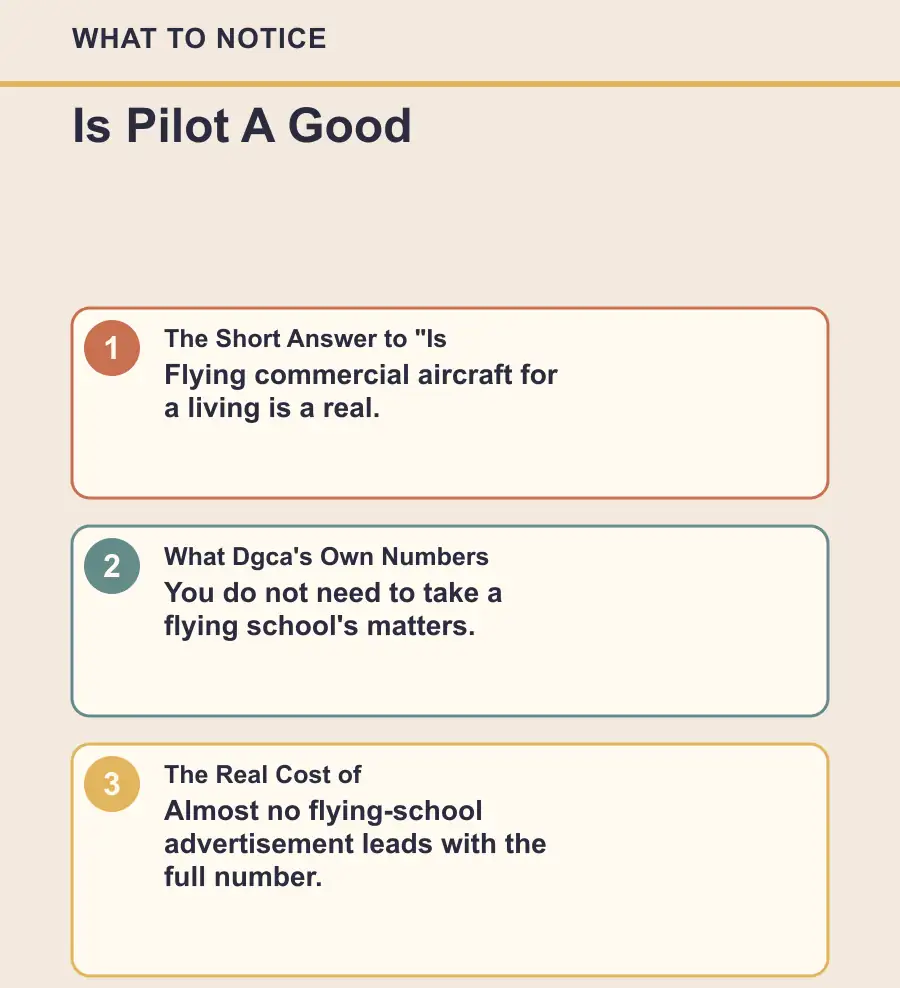 WHAT TO NOTICE
Is Pilot A Good
1
The Short Answer to "Is
Flying commercial aircraft for
a living is a real.
2
What Dgca's Own Numbers
You do not need to take a
flying school's matters.
3
The Real Cost of
Almost no flying-school
advertisement leads with the
full number.